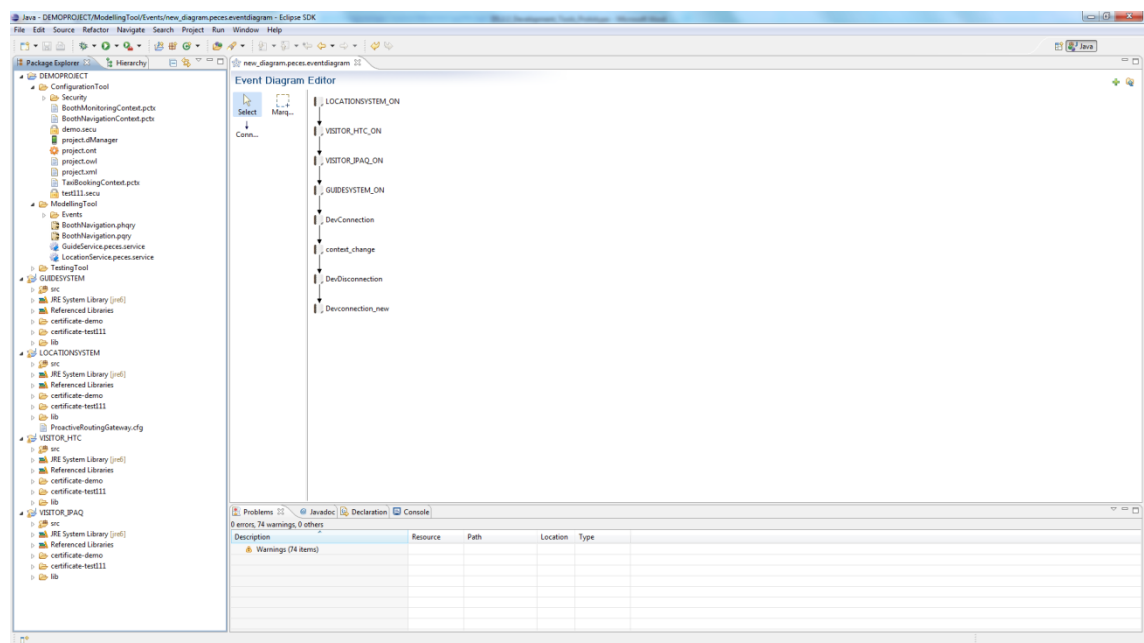 Java - DEMOPROJECT/ModellingTool/Events/new_diagram.peces.eventdiagram - Eclipse SDK
File Edit Source Refactor Navigate Search Project Run Window Help
Java
Package Explorer Hierarchy
new_diagram.peces.eventdiagram
DEMOPROJECT
ConfigurationTool
Security
BoothMonitoringContext.pctx
BoothNavigationContext.pctx
demo.secu
project.dManager
project.ont
project.owl
project.xml
TaxiBookingContext.pctx
test111.secu
ModellingTool
Events
BoothNavigation.phqry
BoothNavigation.pqry
GuideService.peces.service
LocationService.peces.service
TestingTool
GUIDESYSTEM
src
JRE System Library [jre6]
Referenced Libraries
certificate-demo
certificate-test111
lib
LOCATIONSYSTEM
src
JRE System Library [jre6]
Referenced Libraries
certificate-demo
certificate-test111
lib
ProactiveRoutingGateway.cfg
VISITOR_HTC
src
JRE System Library [jre6]
Referenced Libraries
certificate-demo
certificate-test111
lib
VISITOR_IPAQ
src
JRE System Library [jre6]
Referenced Libraries
certificate-demo
certificate-test111
lib
Event Diagram Editor
Select Marq...
Conn...
LOCATIONSYSTEM_ON
VISITOR_HTC_ON
VISITOR_IPAQ_ON
GUIDESYSTEM_ON
DevConnection
context_change
DevDisconnection
Devconnection_new
Problems Javadoc Declaration Console
0 errors, 74 warnings, 0 others
Description Resource Path Location Type
Warnings (74 items)